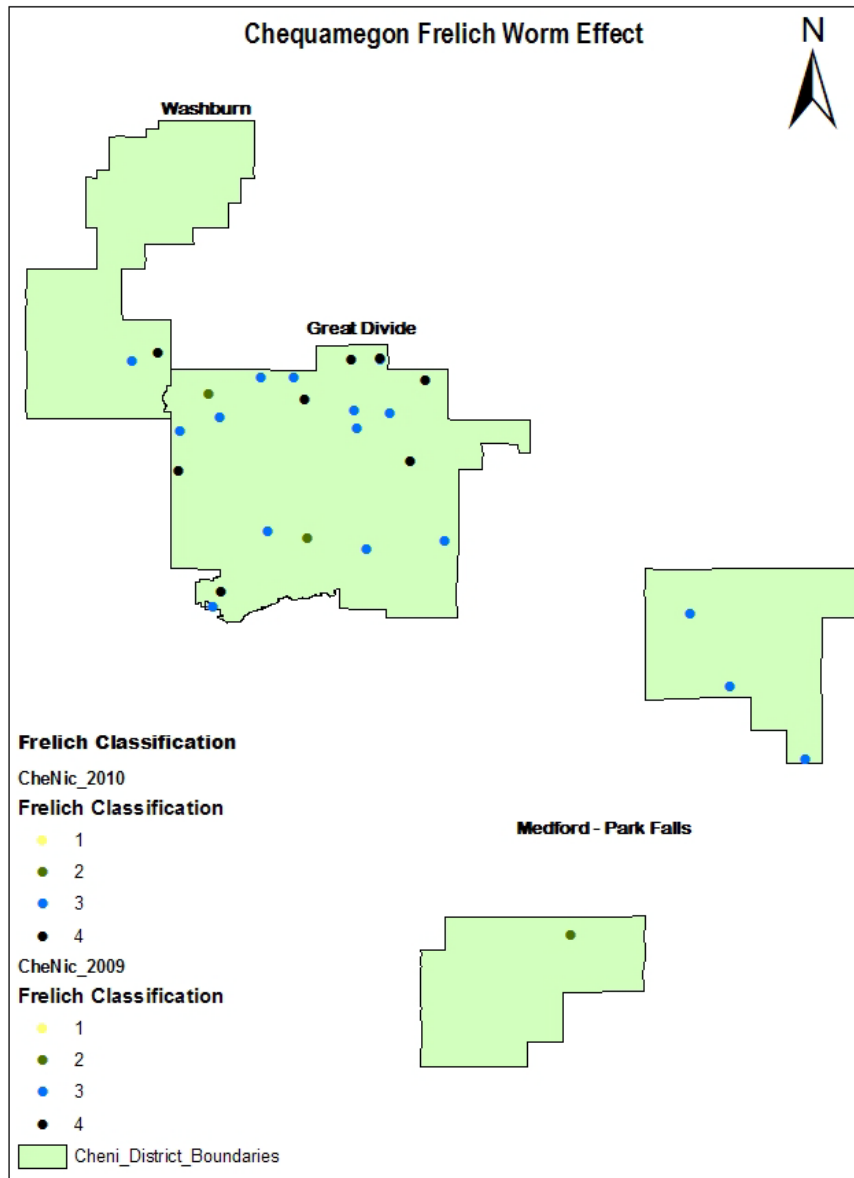 Chequamegon Frelich Worm Effect
N
Washburn
Great Divide
Frelich Classification
CheNic_2010
Frelich Classification
1
2
3
4
Medford - Park Falls
CheNic_2009
Frelich Classification
1
2
3
4
Cheni_District_Boundaries